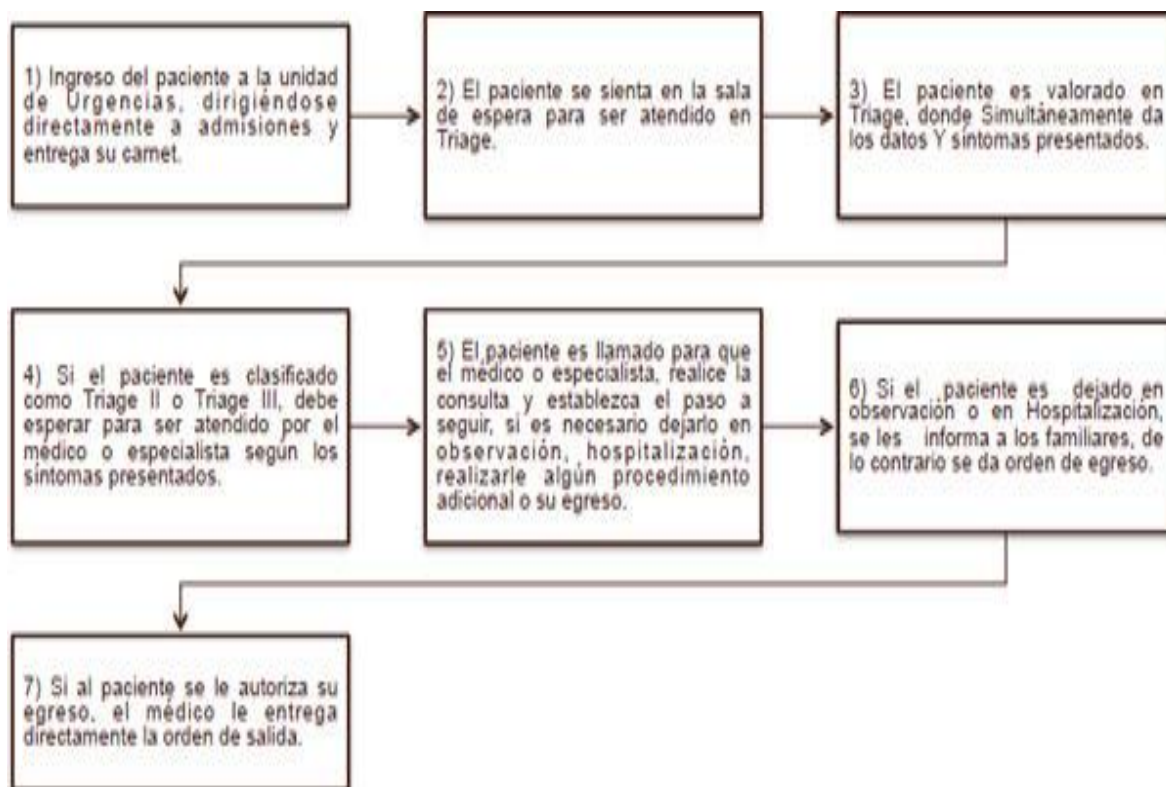 1) Ingreso del paciente a la unidad
de Urgencias, dirigiéndose
directamente a admisiones y
entrega su carnet.
2) El paciente se sienta en la sala
de espera para ser atendido en
Triage.
3) El paciente es valorado en
Triage, donde Simultáneamente da
los datos Y síntomas presentados.
4) Si el paciente es clasificado
como Triage II o Triage III, debe
esperar para ser atendido por el
médico o especialista según los
síntomas presentados.
5) El paciente es llamado para que
el médico o especialista, realice la
consulta y establezca el paso a
seguir, si es necesario dejarlo en
observación, hospitalización,
realizarle algún procedimiento
adicional o su egreso.
6) Si el paciente es dejado en
observación o en Hospitalización,
se les informa a los familiares, de
lo contrario se da orden de egreso.
7) Si al paciente se le autoriza su
egreso, el médico le entrega
directamente la orden de salida.